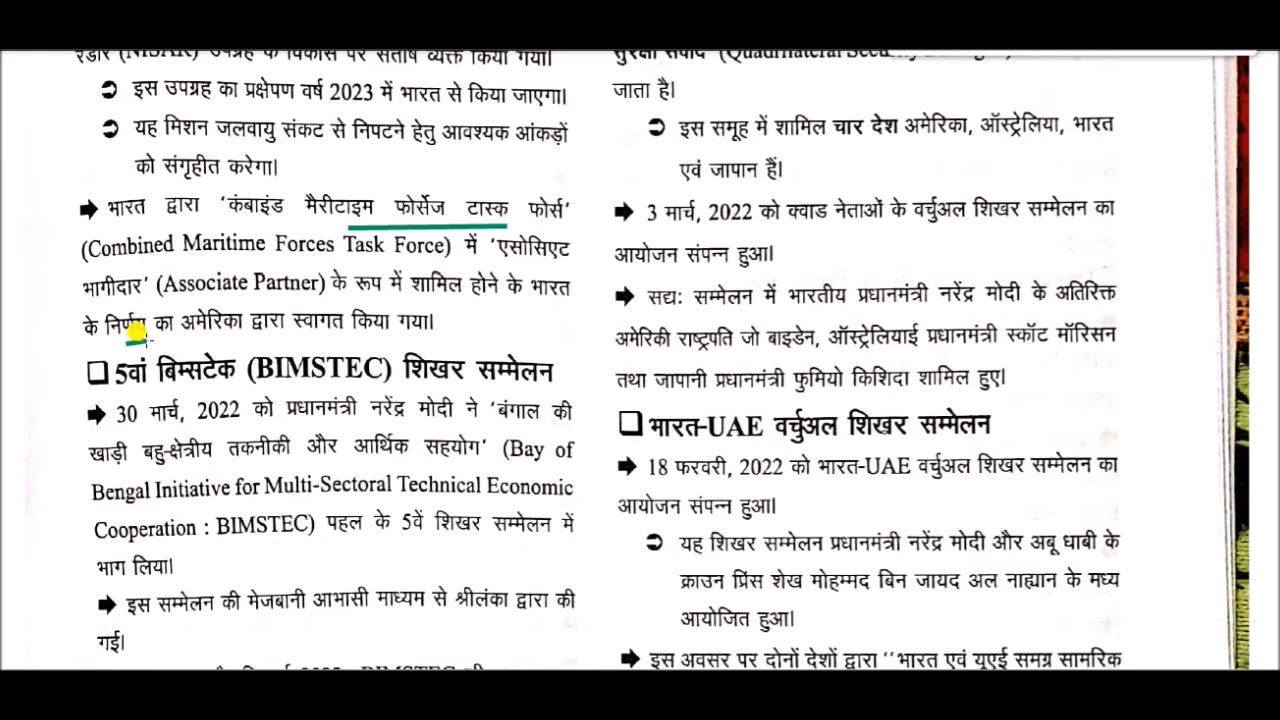 रडार (NISAR) उपग्रह के विकास पर संतोष व्यक्त किया गया।
➲ इस उपग्रह का प्रक्षेपण वर्ष 2023 में भारत से किया जाएगा।
➲ यह मिशन जलवायु संकट से निपटने हेतु आवश्यक आंकड़ों
को संगृहीत करेगा।
➡ भारत द्वारा ‘कंबाइंड मैरीटाइम फोर्सेज टास्क फोर्स’
(Combined Maritime Forces Task Force) में ‘एसोसिएट
भागीदार’ (Associate Partner) के रूप में शामिल होने के भारत
के निर्णय का अमेरिका द्वारा स्वागत किया गया।
❑ 5वां बिम्सटेक (BIMSTEC) शिखर सम्मेलन
➡ 30 मार्च, 2022 को प्रधानमंत्री नरेंद्र मोदी ने ‘बंगाल की
खाड़ी बहु-क्षेत्रीय तकनीकी और आर्थिक सहयोग’ (Bay of
Bengal Initiative for Multi-Sectoral Technical Economic
Cooperation : BIMSTEC) पहल के 5वें शिखर सम्मेलन में
भाग लिया।
➡ इस सम्मेलन की मेजबानी आभासी माध्यम से श्रीलंका द्वारा की
गई।
सुरक्षा संवाद (Quadrilateral Security
जाता है।
➲ इस समूह में शामिल चार देश अमेरिका, ऑस्ट्रेलिया, भारत
एवं जापान हैं।
➡ 3 मार्च, 2022 को क्वाड नेताओं के वर्चुअल शिखर सम्मेलन का
आयोजन संपन्न हुआ।
➡ सद्यः सम्मेलन में भारतीय प्रधानमंत्री नरेंद्र मोदी के अतिरिक्त
अमेरिकी राष्ट्रपति जो बाइडेन, ऑस्ट्रेलियाई प्रधानमंत्री स्कॉट मॉरिसन
तथा जापानी प्रधानमंत्री फुमियो किशिदा शामिल हुए।
❑ भारत-UAE वर्चुअल शिखर सम्मेलन
➡ 18 फरवरी, 2022 को भारत-UAE वर्चुअल शिखर सम्मेलन का
आयोजन संपन्न हुआ।
➲ यह शिखर सम्मेलन प्रधानमंत्री नरेंद्र मोदी और अबू धाबी के
क्राउन प्रिंस शेख मोहम्मद बिन जायद अल नाह्यान के मध्य
आयोजित हुआ।
➡ इस अवसर पर दोनों देशों द्वारा ‘‘भारत एवं यूएई समग्र सामरिक